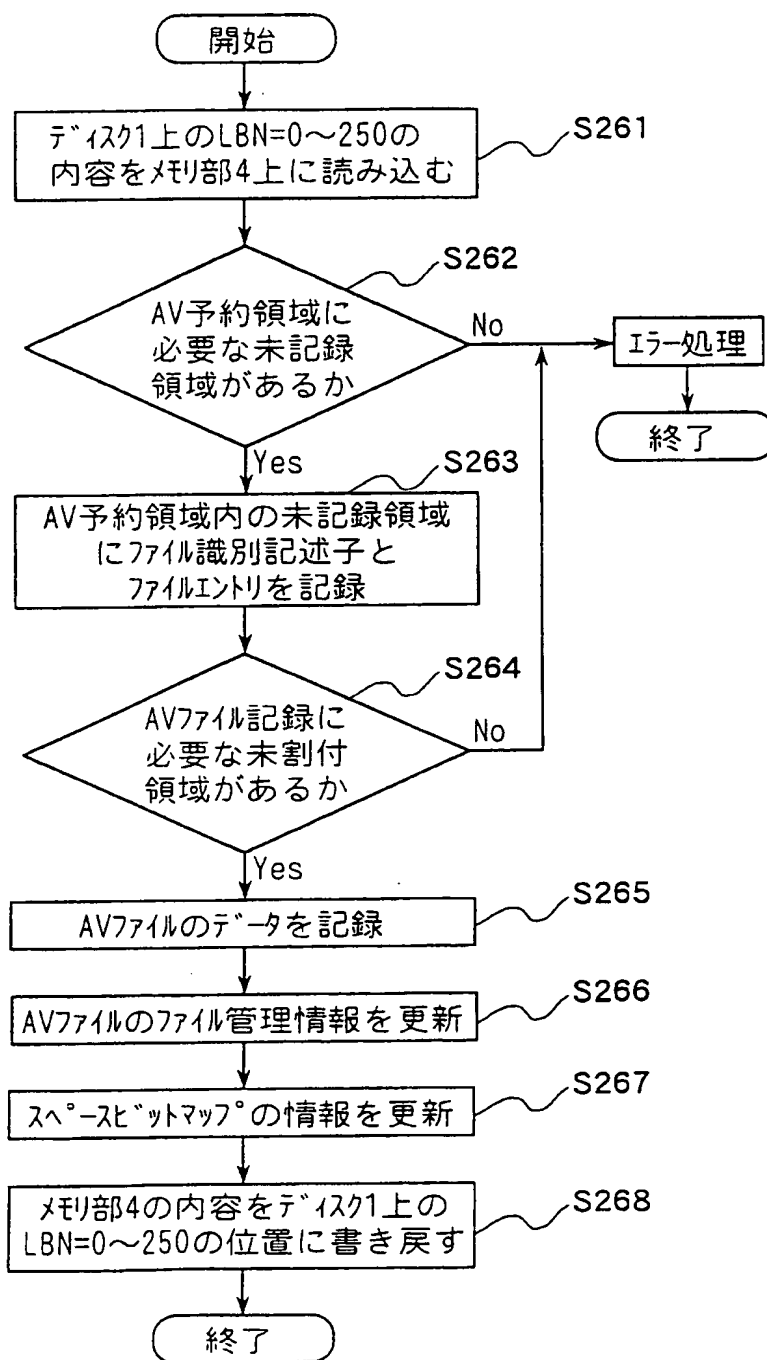 開始
ディスク1上のLBN=0～250の
内容をメモリ部4上に読み込む
S261
S262
AV予約領域に
必要な未記録
領域があるか
No
エラー処理
終了
Yes
S263
AV予約領域内の未記録領域
にファイル識別記述子と
ファイルエントリを記録
S264
AVファイル記録に
必要な未割付
領域があるか
No
Yes
S265
AVファイルのデータを記録
S266
AVファイルのファイル管理情報を更新
S267
スペースビットマップの情報を更新
S268
メモリ部4の内容をディスク1上の
LBN=0～250の位置に書き戻す
終了